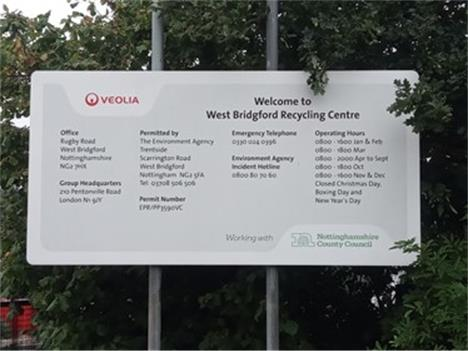 VEOLIA
Welcome to
West Bridgford Recycling Centre
Office
Rugby Road
West Bridgford
Nottinghamshire
NG2 7HX
Group Headquarters
210 Pentonville Road
London N1 9JY
Permitted by
The Environment Agency
Trentside
Scarrington Road
West Bridgford
Nottingham NG2 5FA
Tel: 03708 506 506
Permit Number
EPR/PP3590VC
Emergency Telephone
0330 024 0396
Environment Agency
Incident Hotline
0800 80 70 60
Operating Hours
0800 - 1600 Jan & Feb
0800 - 1800 Mar
0800 - 2000 Apr to Sept
0800 - 1800 Oct
0800 - 1600 Nov & Dec
Closed Christmas Day,
Boxing Day and
New Year's Day
Working with
Nottinghamshire
County Council